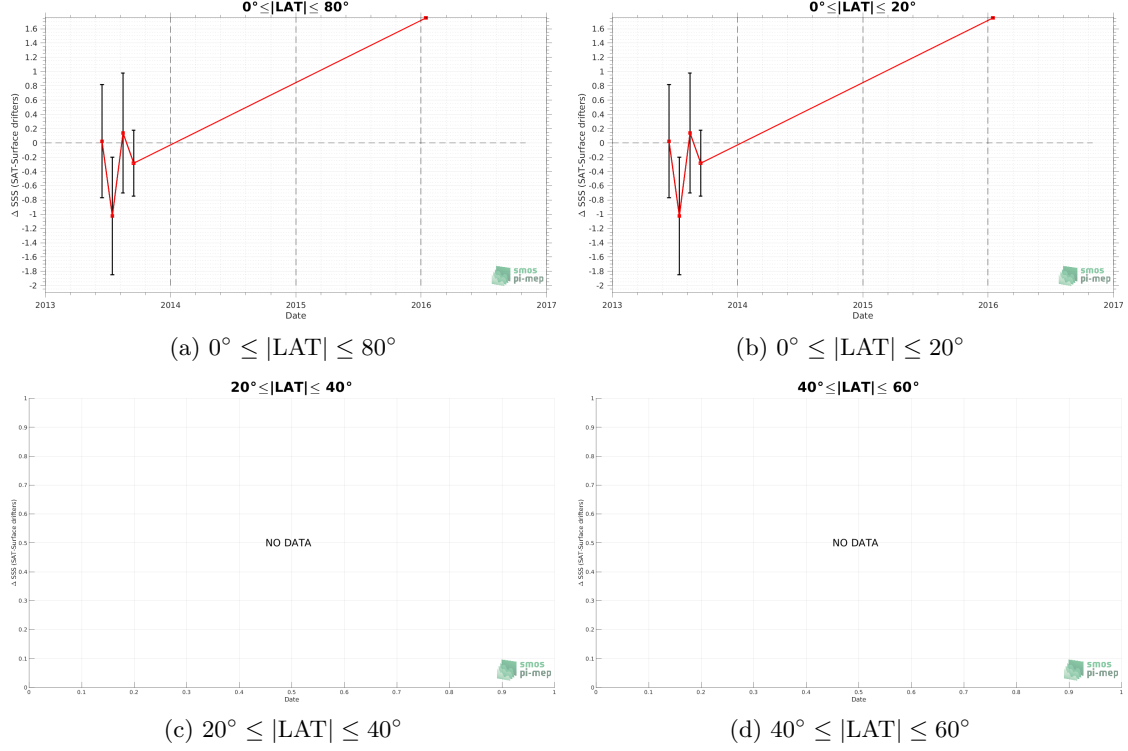 0°≤|LAT|≤ 80°
1.6
1.4
1.2
1
0.8
0.6
0.4
0.2
0
-0.2
-0.4
-0.6
-0.8
-1
-1.2
-1.4
-1.6
-1.8
-2
Δ SSS (SAT-Surface drifters)
2013 2014 2015 2016 2017
Date
smos
pi-mep
(a) 0° ≤ |LAT| ≤ 80°
0°≤|LAT|≤ 20°
1.6
1.4
1.2
1
0.8
0.6
0.4
0.2
0
-0.2
-0.4
-0.6
-0.8
-1
-1.2
-1.4
-1.6
-1.8
-2
Δ SSS (SAT-Surface drifters)
2013 2014 2015 2016 2017
Date
smos
pi-mep
(b) 0° ≤ |LAT| ≤ 20°
20°≤|LAT|≤ 40°
1
0.9
0.8
0.7
0.6
0.5
0.4
0.3
0.2
0.1
0
Δ SSS (SAT-Surface drifters)
NO DATA
0 0.1 0.2 0.3 0.4 0.5 0.6 0.7 0.8 0.9 1
Date
smos
pi-mep
(c) 20° ≤ |LAT| ≤ 40°
40°≤|LAT|≤ 60°
1
0.9
0.8
0.7
0.6
0.5
0.4
0.3
0.2
0.1
0
Δ SSS (SAT-Surface drifters)
NO DATA
0 0.1 0.2 0.3 0.4 0.5 0.6 0.7 0.8 0.9 1
Date
smos
pi-mep
(d) 40° ≤ |LAT| ≤ 60°